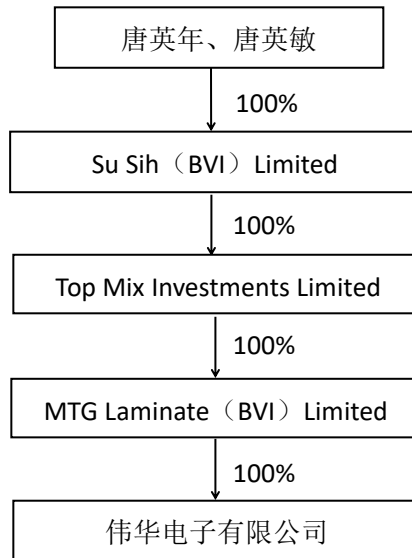 唐英年、唐英敏
100%
Su Sih（BVI）Limited
100%
Top Mix Investments Limited
100%
MTG Laminate（BVI）Limited
100%
伟华电子有限公司